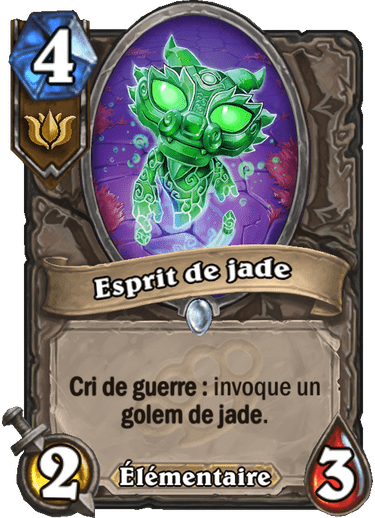 4
Esprit de jade
Cri de guerre : invoque un
golem de jade.
2
Élémentaire
3